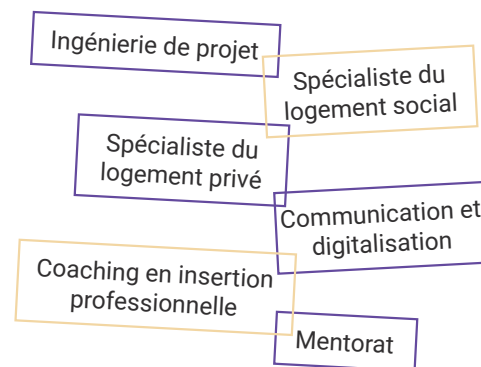 Ingénierie de projet
Spécialiste du
logement social
Spécialiste du
logement privé
Communication et
digitalisation
Coaching en insertion
professionnelle
Mentorat